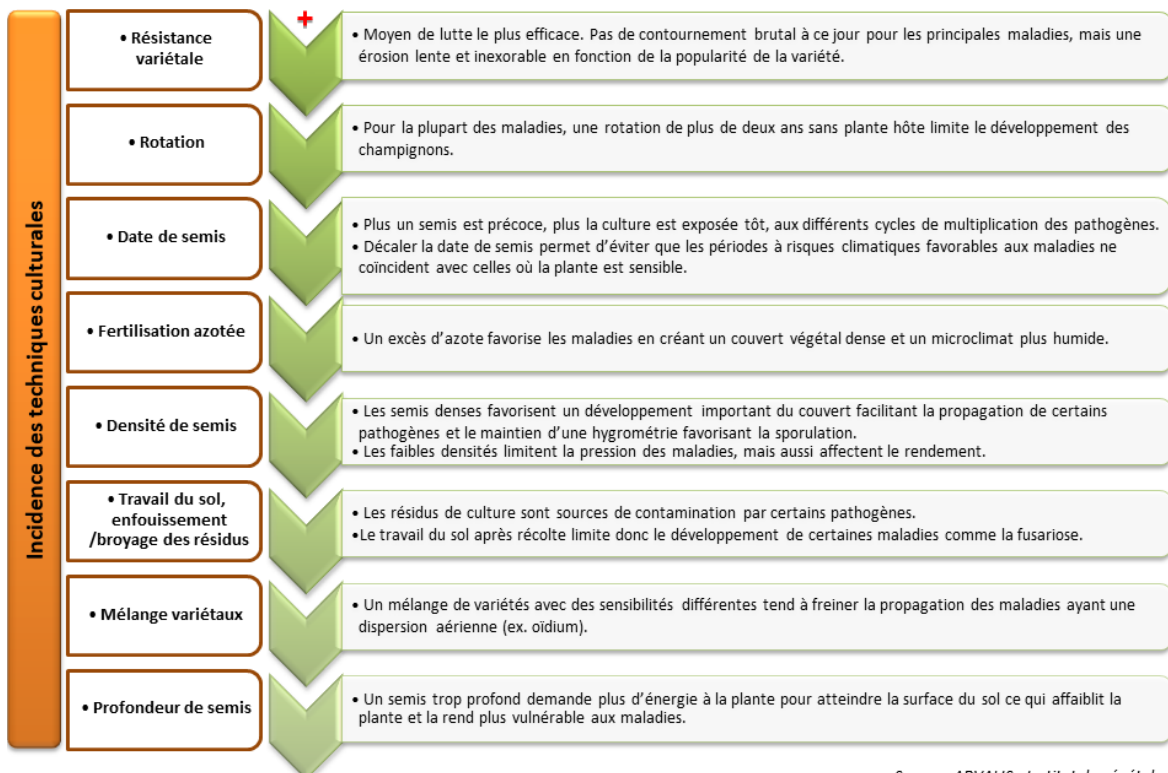 Incidence des techniques culturales
+
• Résistance
variétale
• Moyen de lutte le plus efficace. Pas de contournement brutal à ce jour pour les principales maladies, mais une
érosion lente et inexorable en fonction de la popularité de la variété.
• Rotation
• Pour la plupart des maladies, une rotation de plus de deux ans sans plante hôte limite le développement des
champignons.
• Date de semis
• Plus un semis est précoce, plus la culture est exposée tôt, aux différents cycles de multiplication des pathogènes.
• Décaler la date de semis permet d’éviter que les périodes à risques climatiques favorables aux maladies ne
coïncident avec celles où la plante est sensible.
• Fertilisation azotée
• Un excès d’azote favorise les maladies en créant un couvert végétal dense et un microclimat plus humide.
• Densité de semis
• Les semis denses favorisent un développement important du couvert facilitant la propagation de certains
pathogènes et le maintien d’une hygrométrie favorisant la sporulation.
• Les faibles densités limitent la pression des maladies, mais aussi affectent le rendement.
• Travail du sol,
enfouissement
/broyage des résidus
• Les résidus de culture sont sources de contamination par certains pathogènes.
•Le travail du sol après récolte limite donc le développement de certaines maladies comme la fusariose.
• Mélange variétaux
• Un mélange de variétés avec des sensibilités différentes tend à freiner la propagation des maladies ayant une
dispersion aérienne (ex. oïdium).
• Profondeur de semis
• Un semis trop profond demande plus d’énergie à la plante pour atteindre la surface du sol ce qui affaiblit la
plante et la rend plus vulnérable aux maladies.